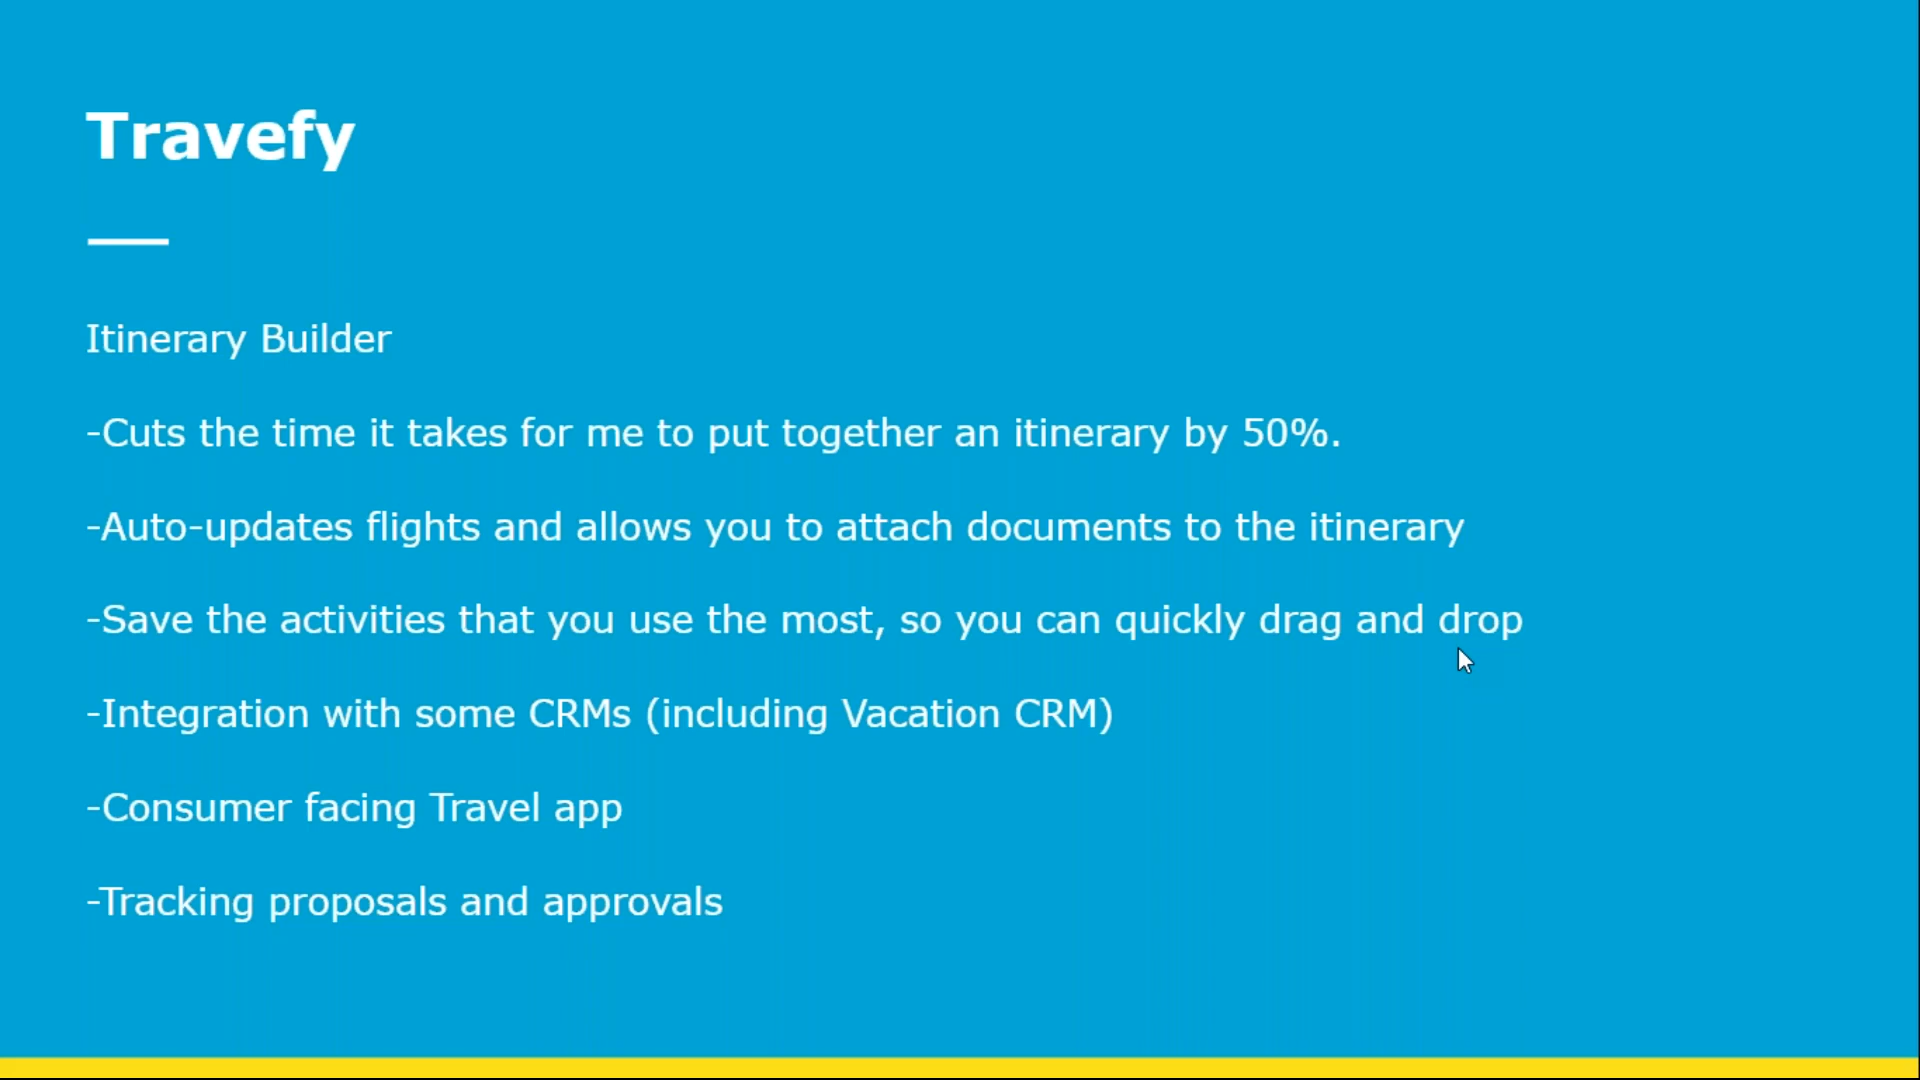 Travefy
Itinerary Builder
-Cuts the time it takes for me to put together an itinerary by 50%.
-Auto-updates flights and allows you to attach documents to the itinerary
-Save the activities that you use the most, so you can quickly drag and drop
-Integration with some CRMs (including Vacation CRM)
-Consumer facing Travel app
-Tracking proposals and approvals